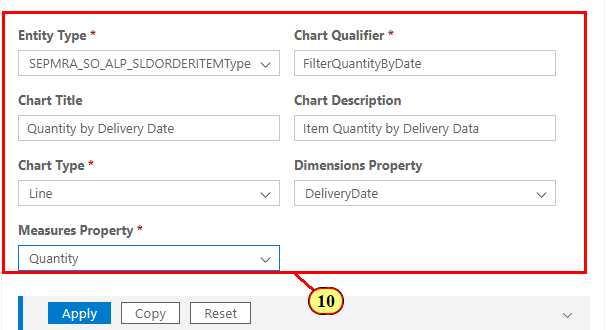 Entity Type * Chart Qualifier *
SEPMRA_SO_ALP_SLDORDERITEMType FilterQuantityByDate
Chart Title Chart Description
Quantity by Delivery Date Item Quantity by Delivery Data
Chart Type * Dimensions Property
Line DeliveryDate
Measures Property *
Quantity
10
Apply Copy Reset